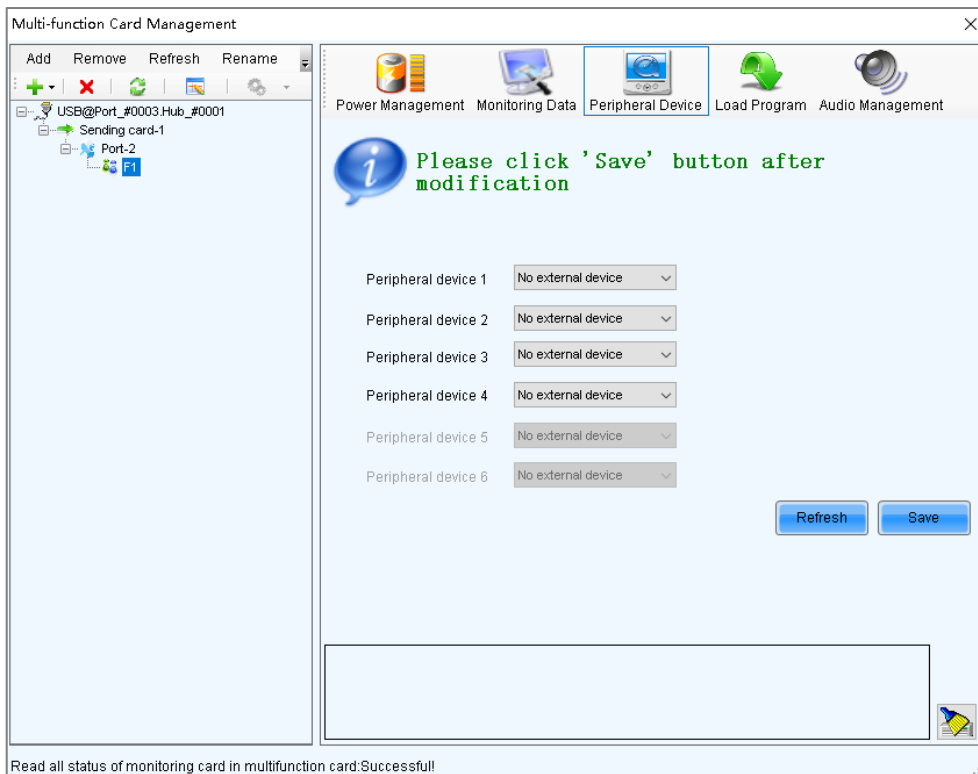 Multi-function Card Management
Add Remove Refresh Rename
USB@Port_#0003.Hub_#0001
Sending card-1
Port-2
F1
Power Management Monitoring Data Peripheral Device Load Program Audio Management
Please click 'Save' button after
modification
Peripheral device 1 No external device
Peripheral device 2 No external device
Peripheral device 3 No external device
Peripheral device 4 No external device
Peripheral device 5 No external device
Peripheral device 6 No external device
Refresh Save
Read all status of monitoring card in multifunction card:Successful!